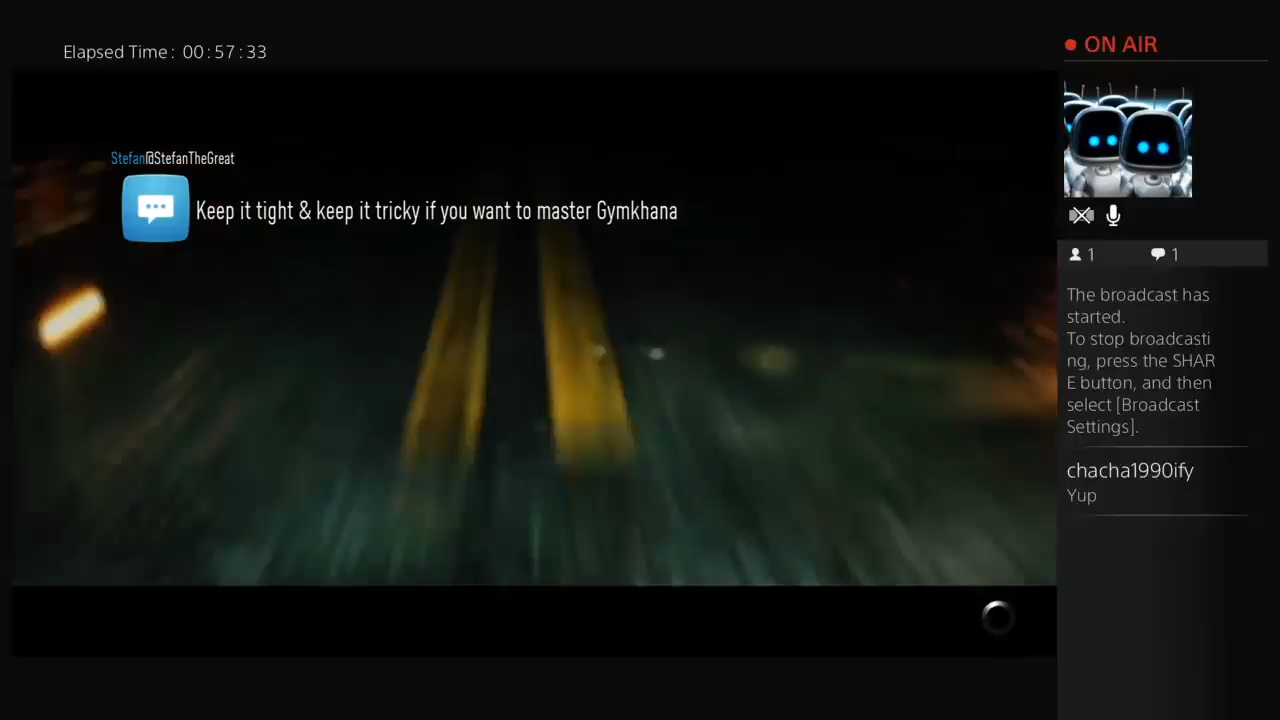 Elapsed Time: 00:57:33
ON AIR
Stefan@StefanTheGreat
Keep it tight & keep it tricky if you want to master Gymkhana
1 1
The broadcast has
started.
To stop broadcasti
ng, press the SHAR
E button, and then
select [Broadcast
Settings].
chacha1990ify
Yup